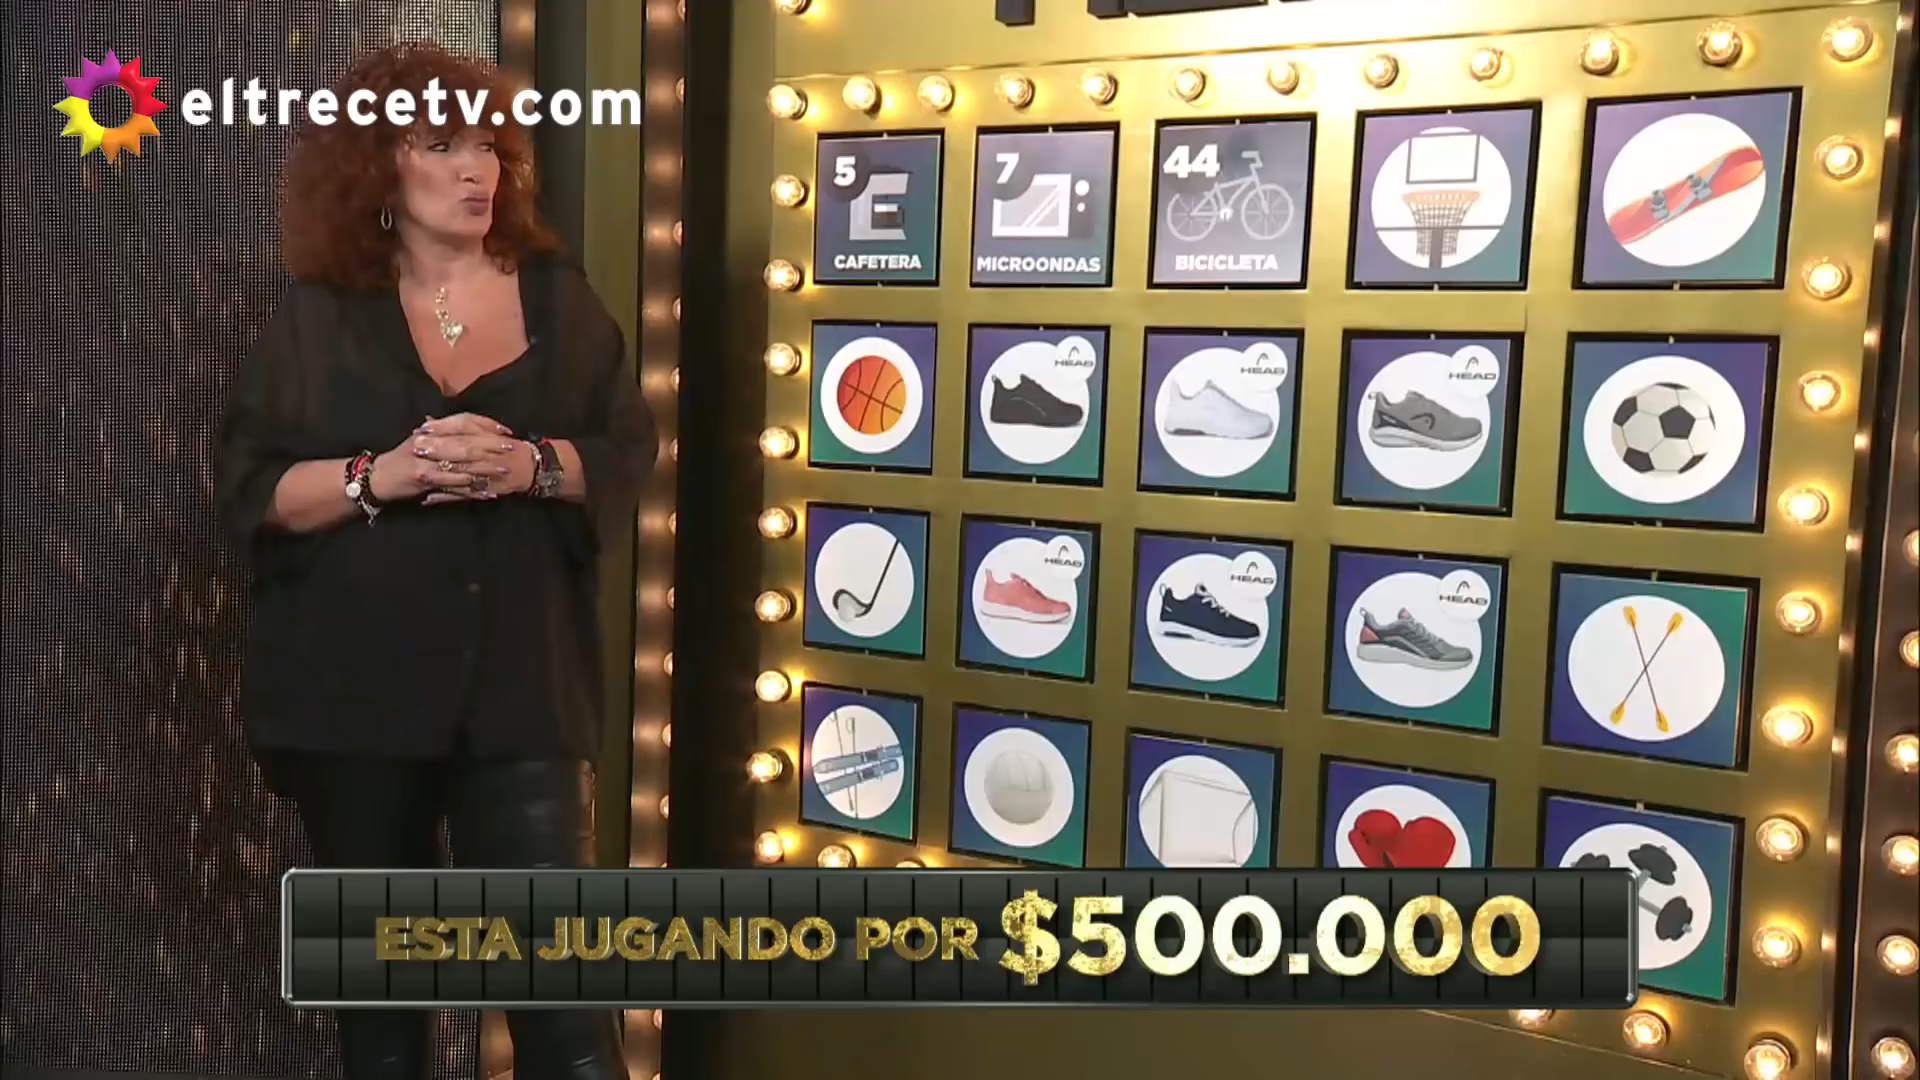 eltrecetv.com
5
CAFETERA
7
MICROONDAS
44
BICICLETA
HEAD
HEAD
HEAD
HEAD
HEAD
HEAD
ESTA JUGANDO POR $500.000